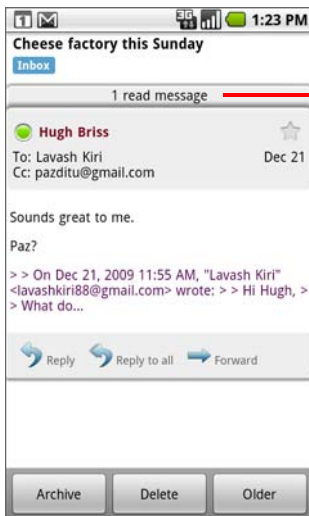 1 3G 1:23 PM
Cheese factory this Sunday
Inbox
1 read message
Hugh Briss
To: Lavash Kiri Dec 21
Cc: pazditu@gmail.com
Sounds great to me.
Paz?
> > On Dec 21, 2009 11:55 AM, "Lavash Kiri"
<lavashkiri88@gmail.com> wrote: > > Hi Hugh, >
> What do...
Reply Reply to all Forward
Archive Delete Older